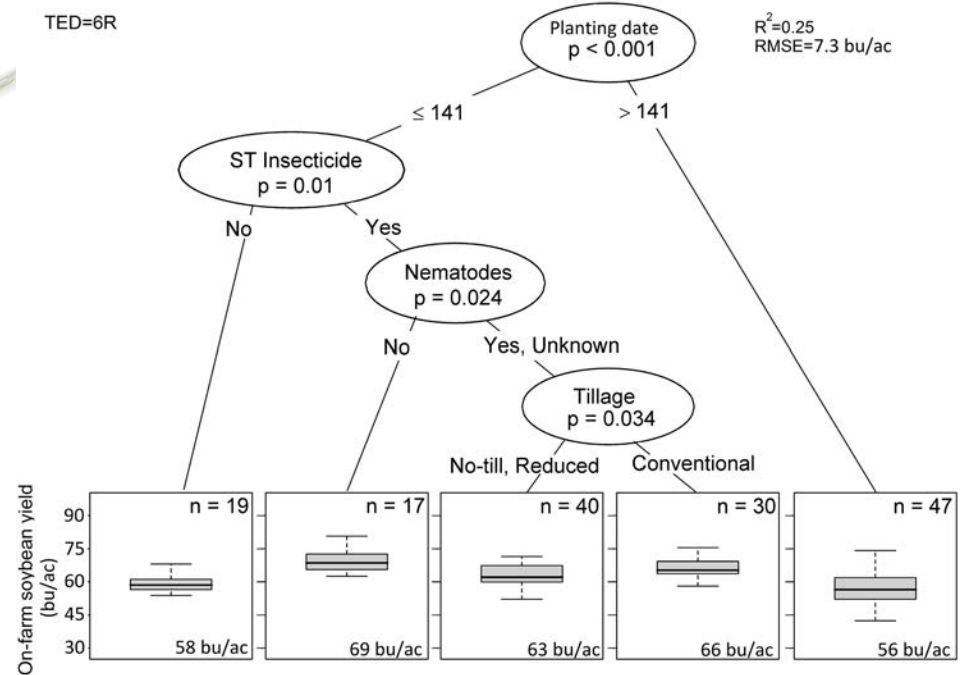 TED=6R
Planting date
p < 0.001
R²=0.25
RMSE=7.3 bu/ac
≤ 141
> 141
ST Insecticide
p = 0.01
No
Yes
Nematodes
p = 0.024
No
Yes, Unknown
Tillage
p = 0.034
No-till, Reduced
Conventional
On-farm soybean yield
(bu/ac)
90
75
60
45
30
n = 19
n = 17
n = 40
n = 30
n = 47
58 bu/ac
69 bu/ac
63 bu/ac
66 bu/ac
56 bu/ac